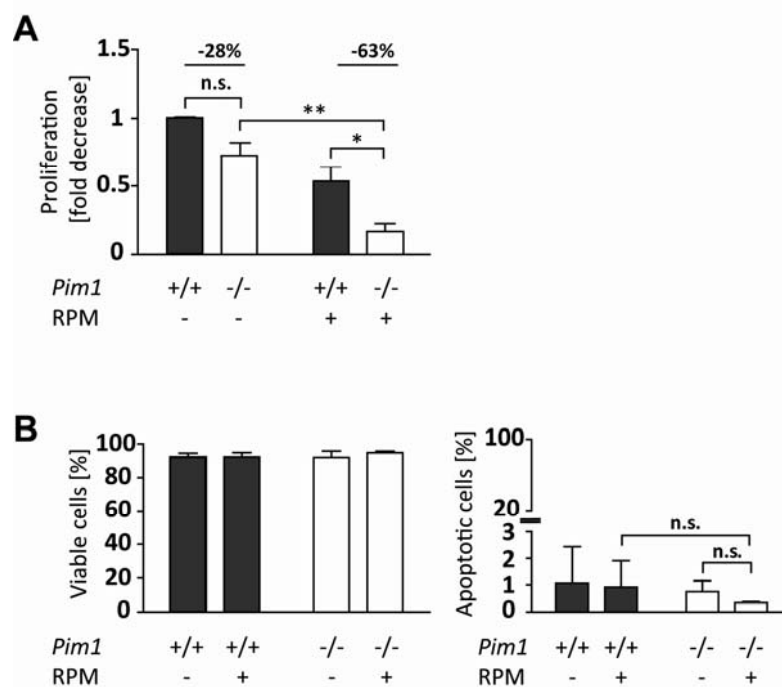 A
Proliferation
[fold decrease]
1.5
1
0.5
0
-28%
-63%
n.s.
**
*
Pim1 +/+ -/- +/+ -/-
RPM - - + +
B
Viable cells [%]
100
80
60
40
20
0
Pim1 +/+ +/+ -/- -/-
RPM - + - +
Apoptotic cells [%]
100
20
3
2
1
0
n.s.
n.s.
Pim1 +/+ +/+ -/- -/-
RPM - + - +